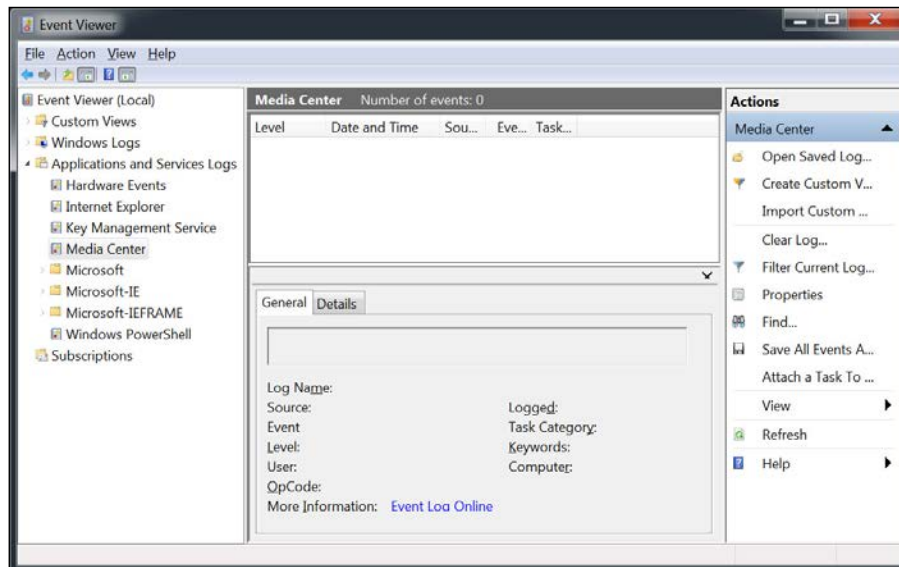 Event Viewer
File Action View Help
Event Viewer (Local)
Custom Views
Windows Logs
Applications and Services Logs
Hardware Events
Internet Explorer
Key Management Service
Media Center
Microsoft
Microsoft-IE
Microsoft-IEFRAME
Windows PowerShell
Subscriptions
Media Center Number of events: 0
Level Date and Time Sou... Eve... Task...
General Details
Log Name:
Source: Logged:
Event Task Category:
Level: Keywords:
User: Computer:
OpCode:
More Information: Event Log Online
Actions
Media Center
Open Saved Log...
Create Custom V...
Import Custom ...
Clear Log...
Filter Current Log...
Properties
Find...
Save All Events A...
Attach a Task To ...
View
Refresh
Help